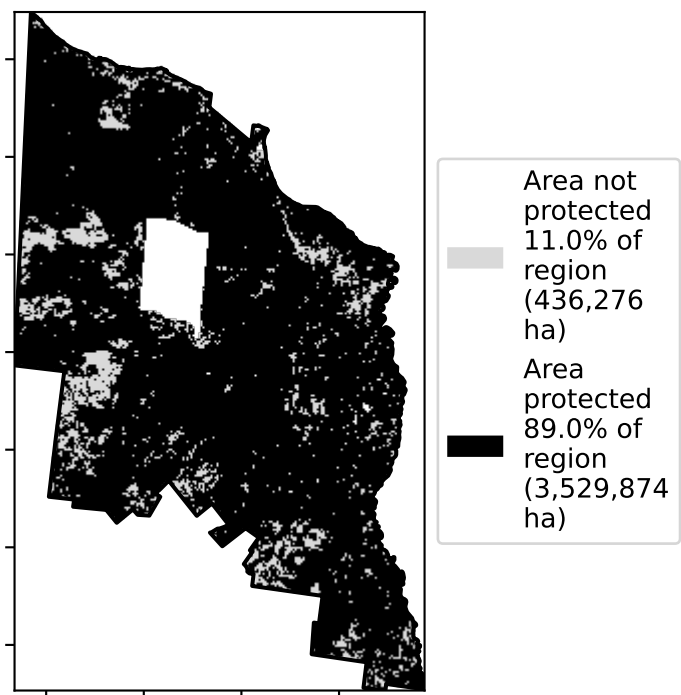 Area not
protected
11.0% of
region
(436,276
ha)
Area
protected
89.0% of
region
(3,529,874
ha)